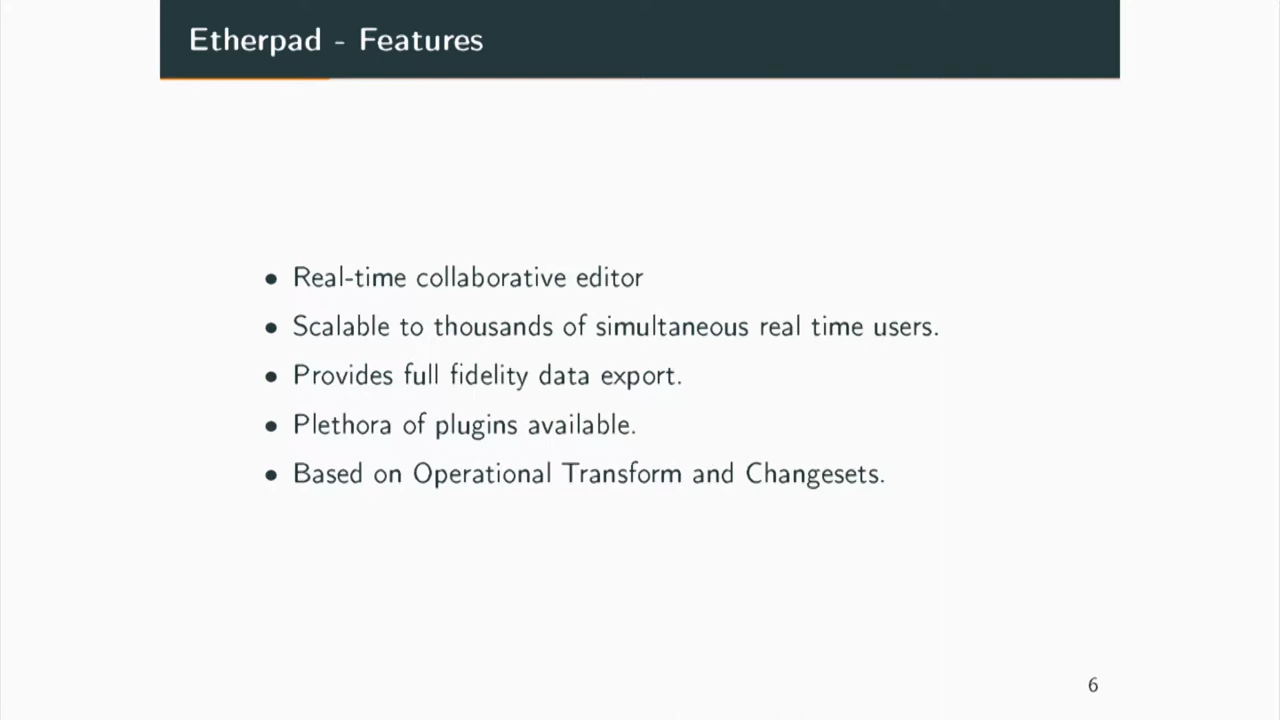 Etherpad - Features
• Real-time collaborative editor
• Scalable to thousands of simultaneous real time users.
• Provides full fidelity data export.
• Plethora of plugins available.
• Based on Operational Transform and Changesets.
6